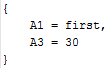 {
    A1 = first,
    A3 = 30
}